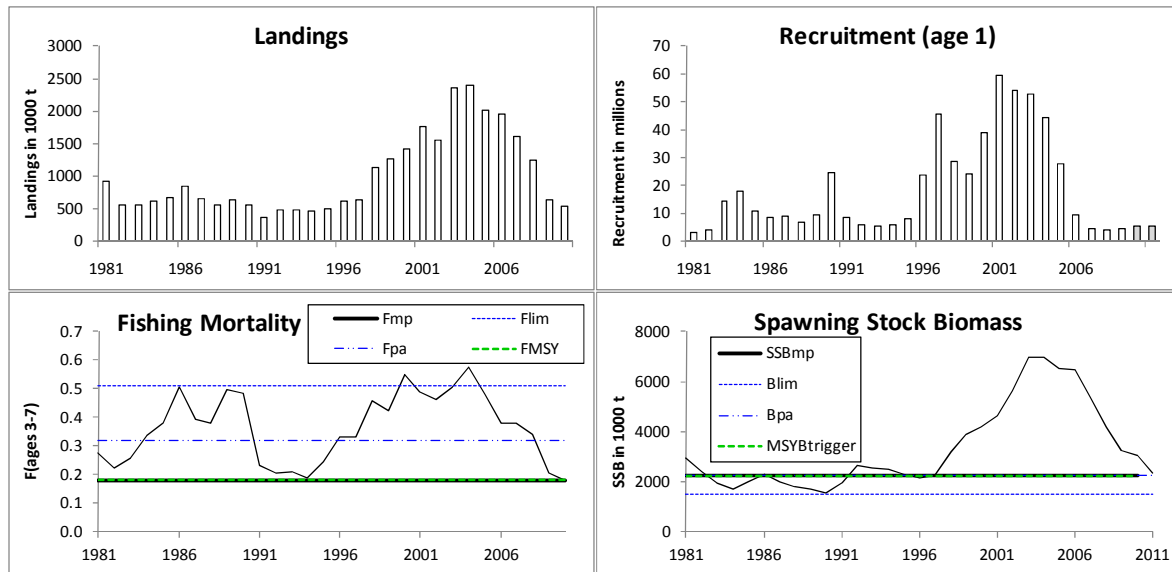 Landings
Landings in 1000 t
3000
2500
2000
1500
1000
500
0
1981 1986 1991 1996 2001 2006
Recruitment (age 1)
Recruitment in millions
70
60
50
40
30
20
10
0
1981 1986 1991 1996 2001 2006
Fishing Mortality
Fmp Flim
Fpa FMSY
F(ages 3-7)
0.7
0.6
0.5
0.4
0.3
0.2
0.1
0.0
1981 1986 1991 1996 2001 2006
Spawning Stock Biomass
SSBmp
Blim
Bpa
MSYBtrigger
SSB in 1000 t
8000
6000
4000
2000
0
1981 1986 1991 1996 2001 2006 2011